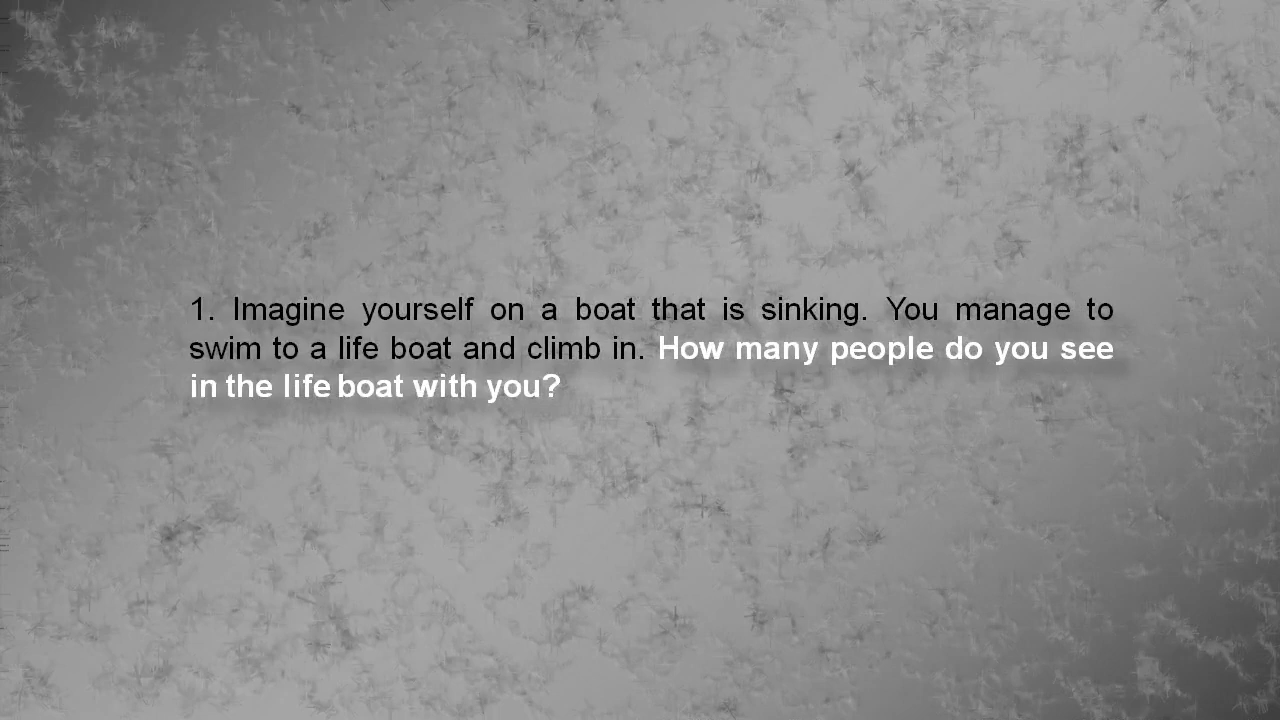 1. Imagine yourself on a boat that is sinking. You manage to
swim to a life boat and climb in. How many people do you see
in the life boat with you?